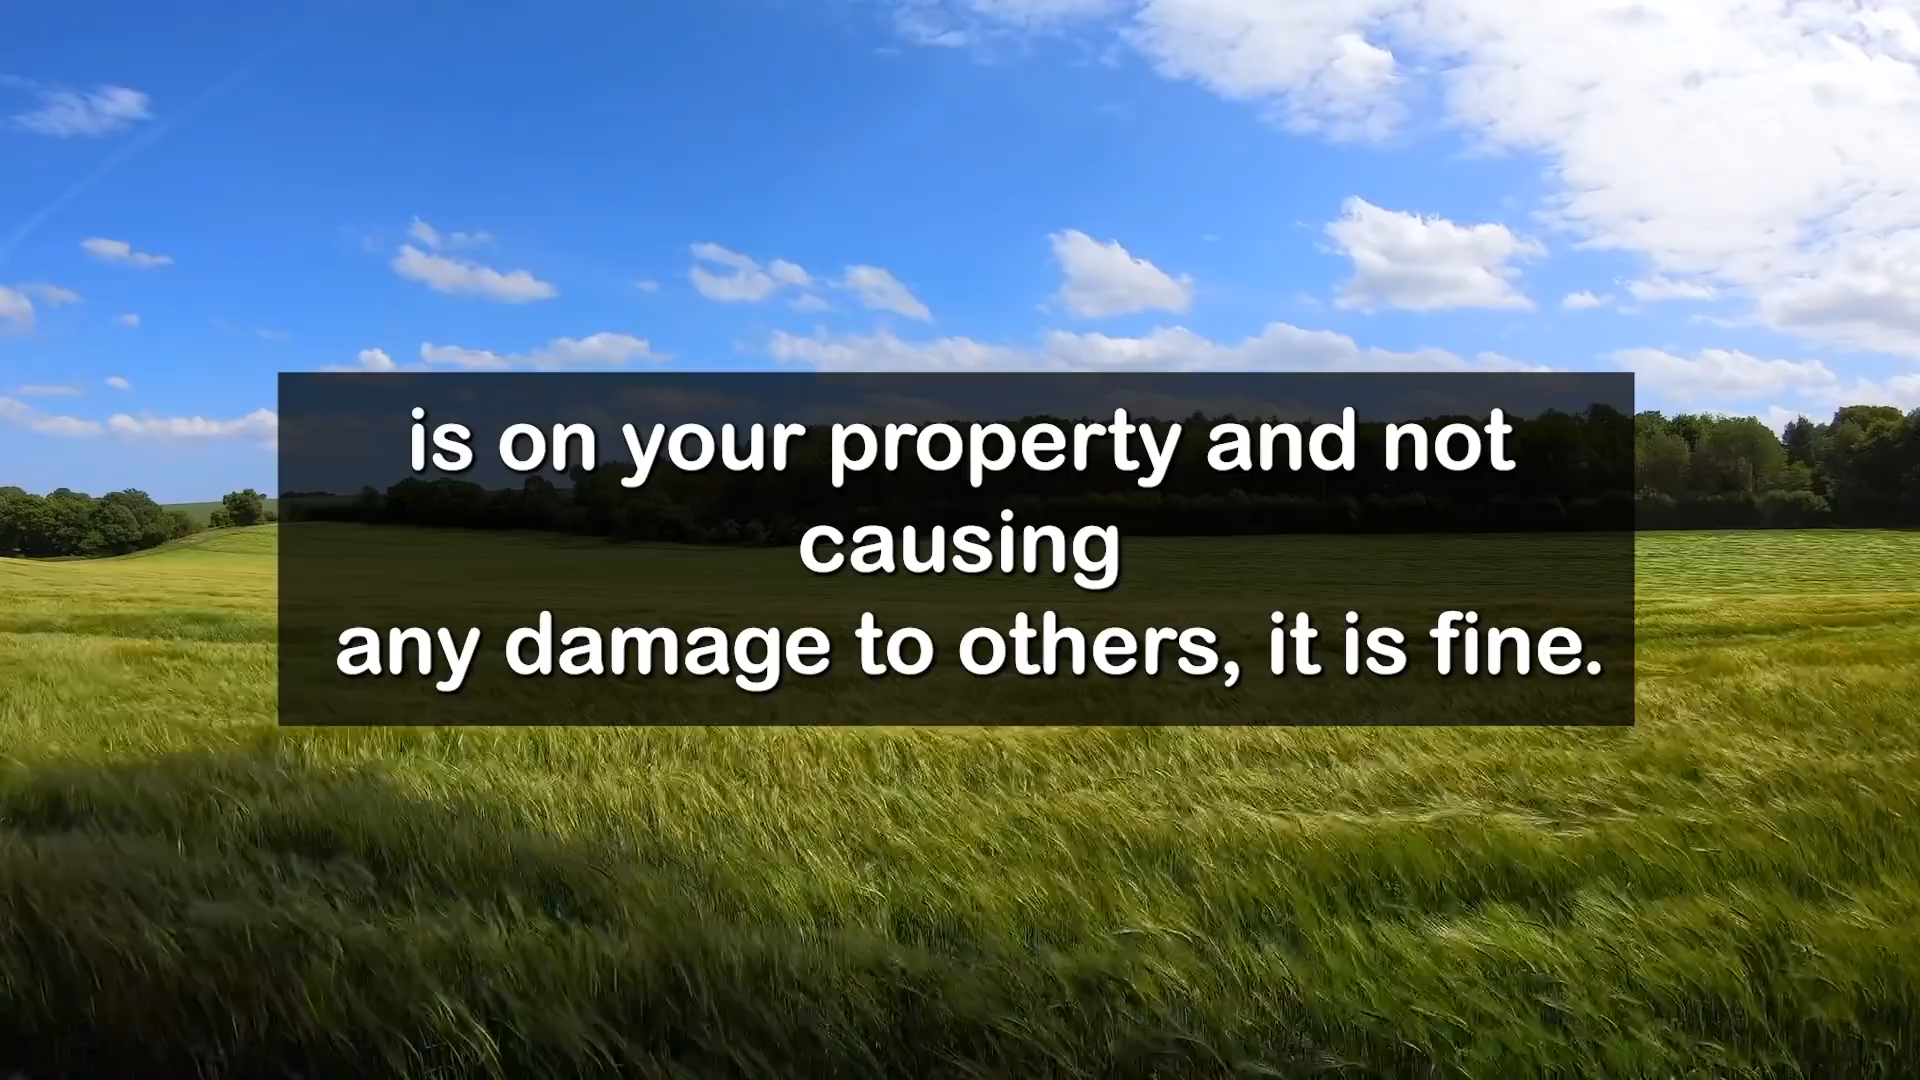 is on your property and not
causing
any damage to others, it is fine.